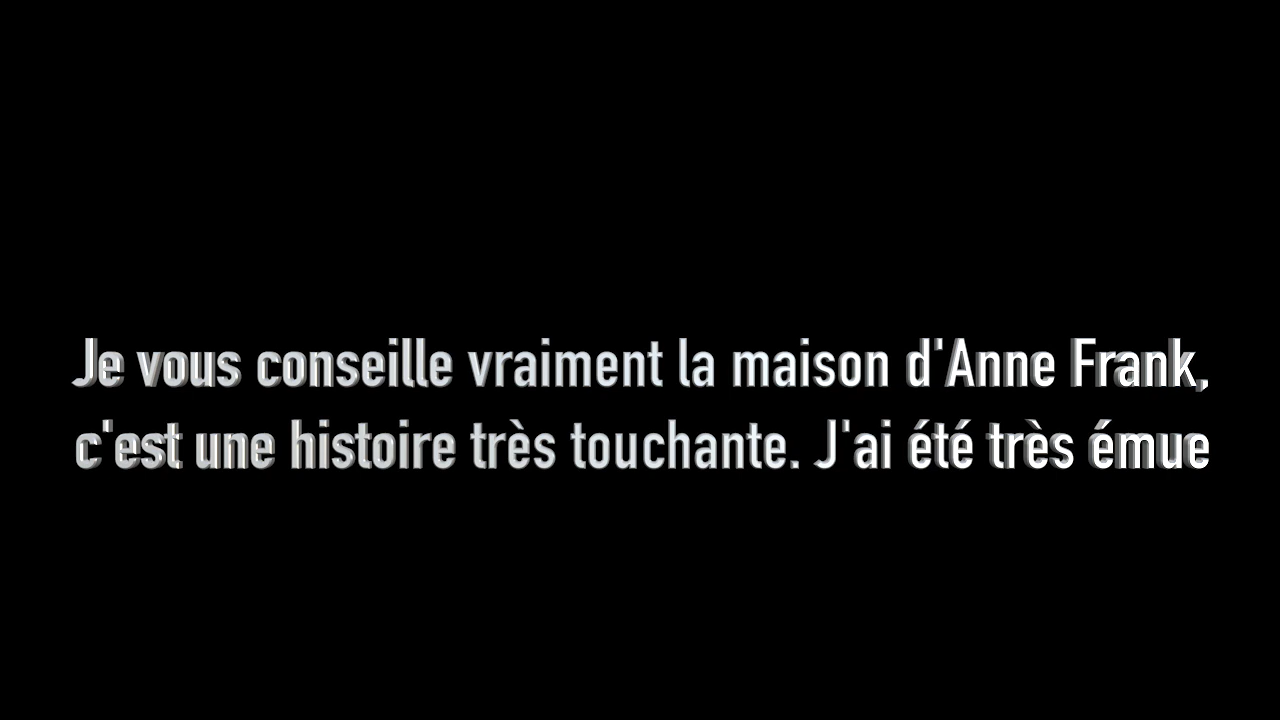 Je vous conseille vraiment la maison d'Anne Frank,
c'est une histoire très touchante. J'ai été très émue